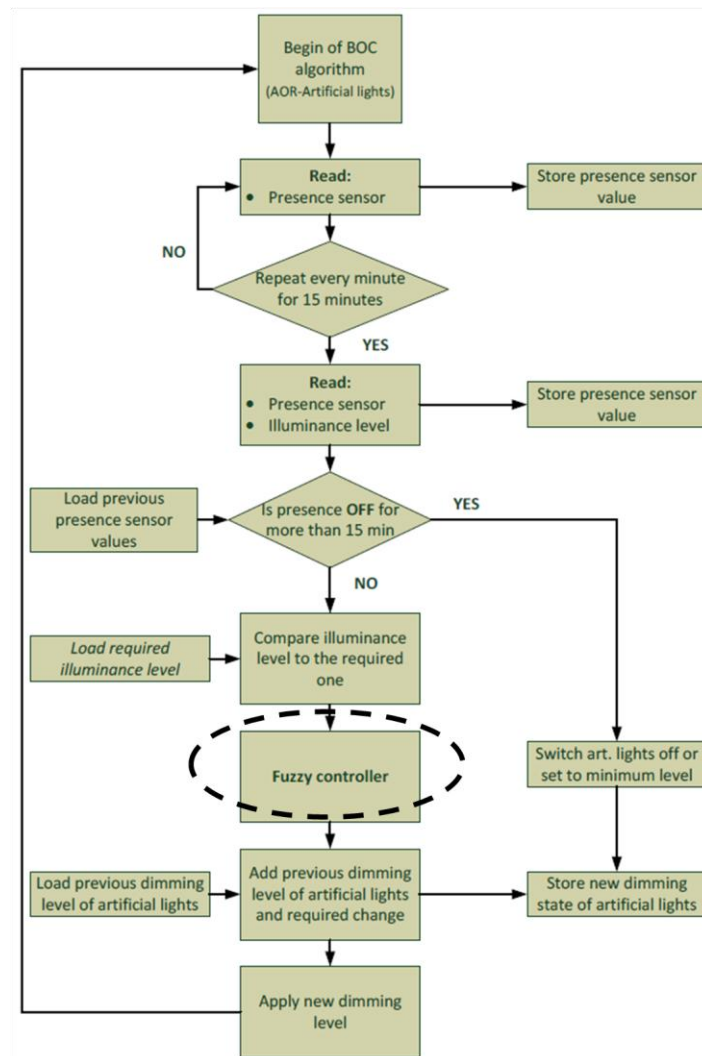 Begin of BOC
algorithm
(AOR-Artificial lights)
Read:
• Presence sensor
Store presence sensor
value
NO
Repeat every minute
for 15 minutes
YES
Read:
• Presence sensor
• Illuminance level
Store presence sensor
value
Load previous
presence sensor
values
Is presence OFF for
more than 15 min
YES
NO
Load required
illuminance level
Compare illuminance
level to the required
one
Fuzzy controller
Switch art. lights off or
set to minimum level
Load previous dimming
level of artificial lights
Add previous dimming
level of artificial lights
and required change
Store new dimming
state of artificial lights
Apply new dimming
level